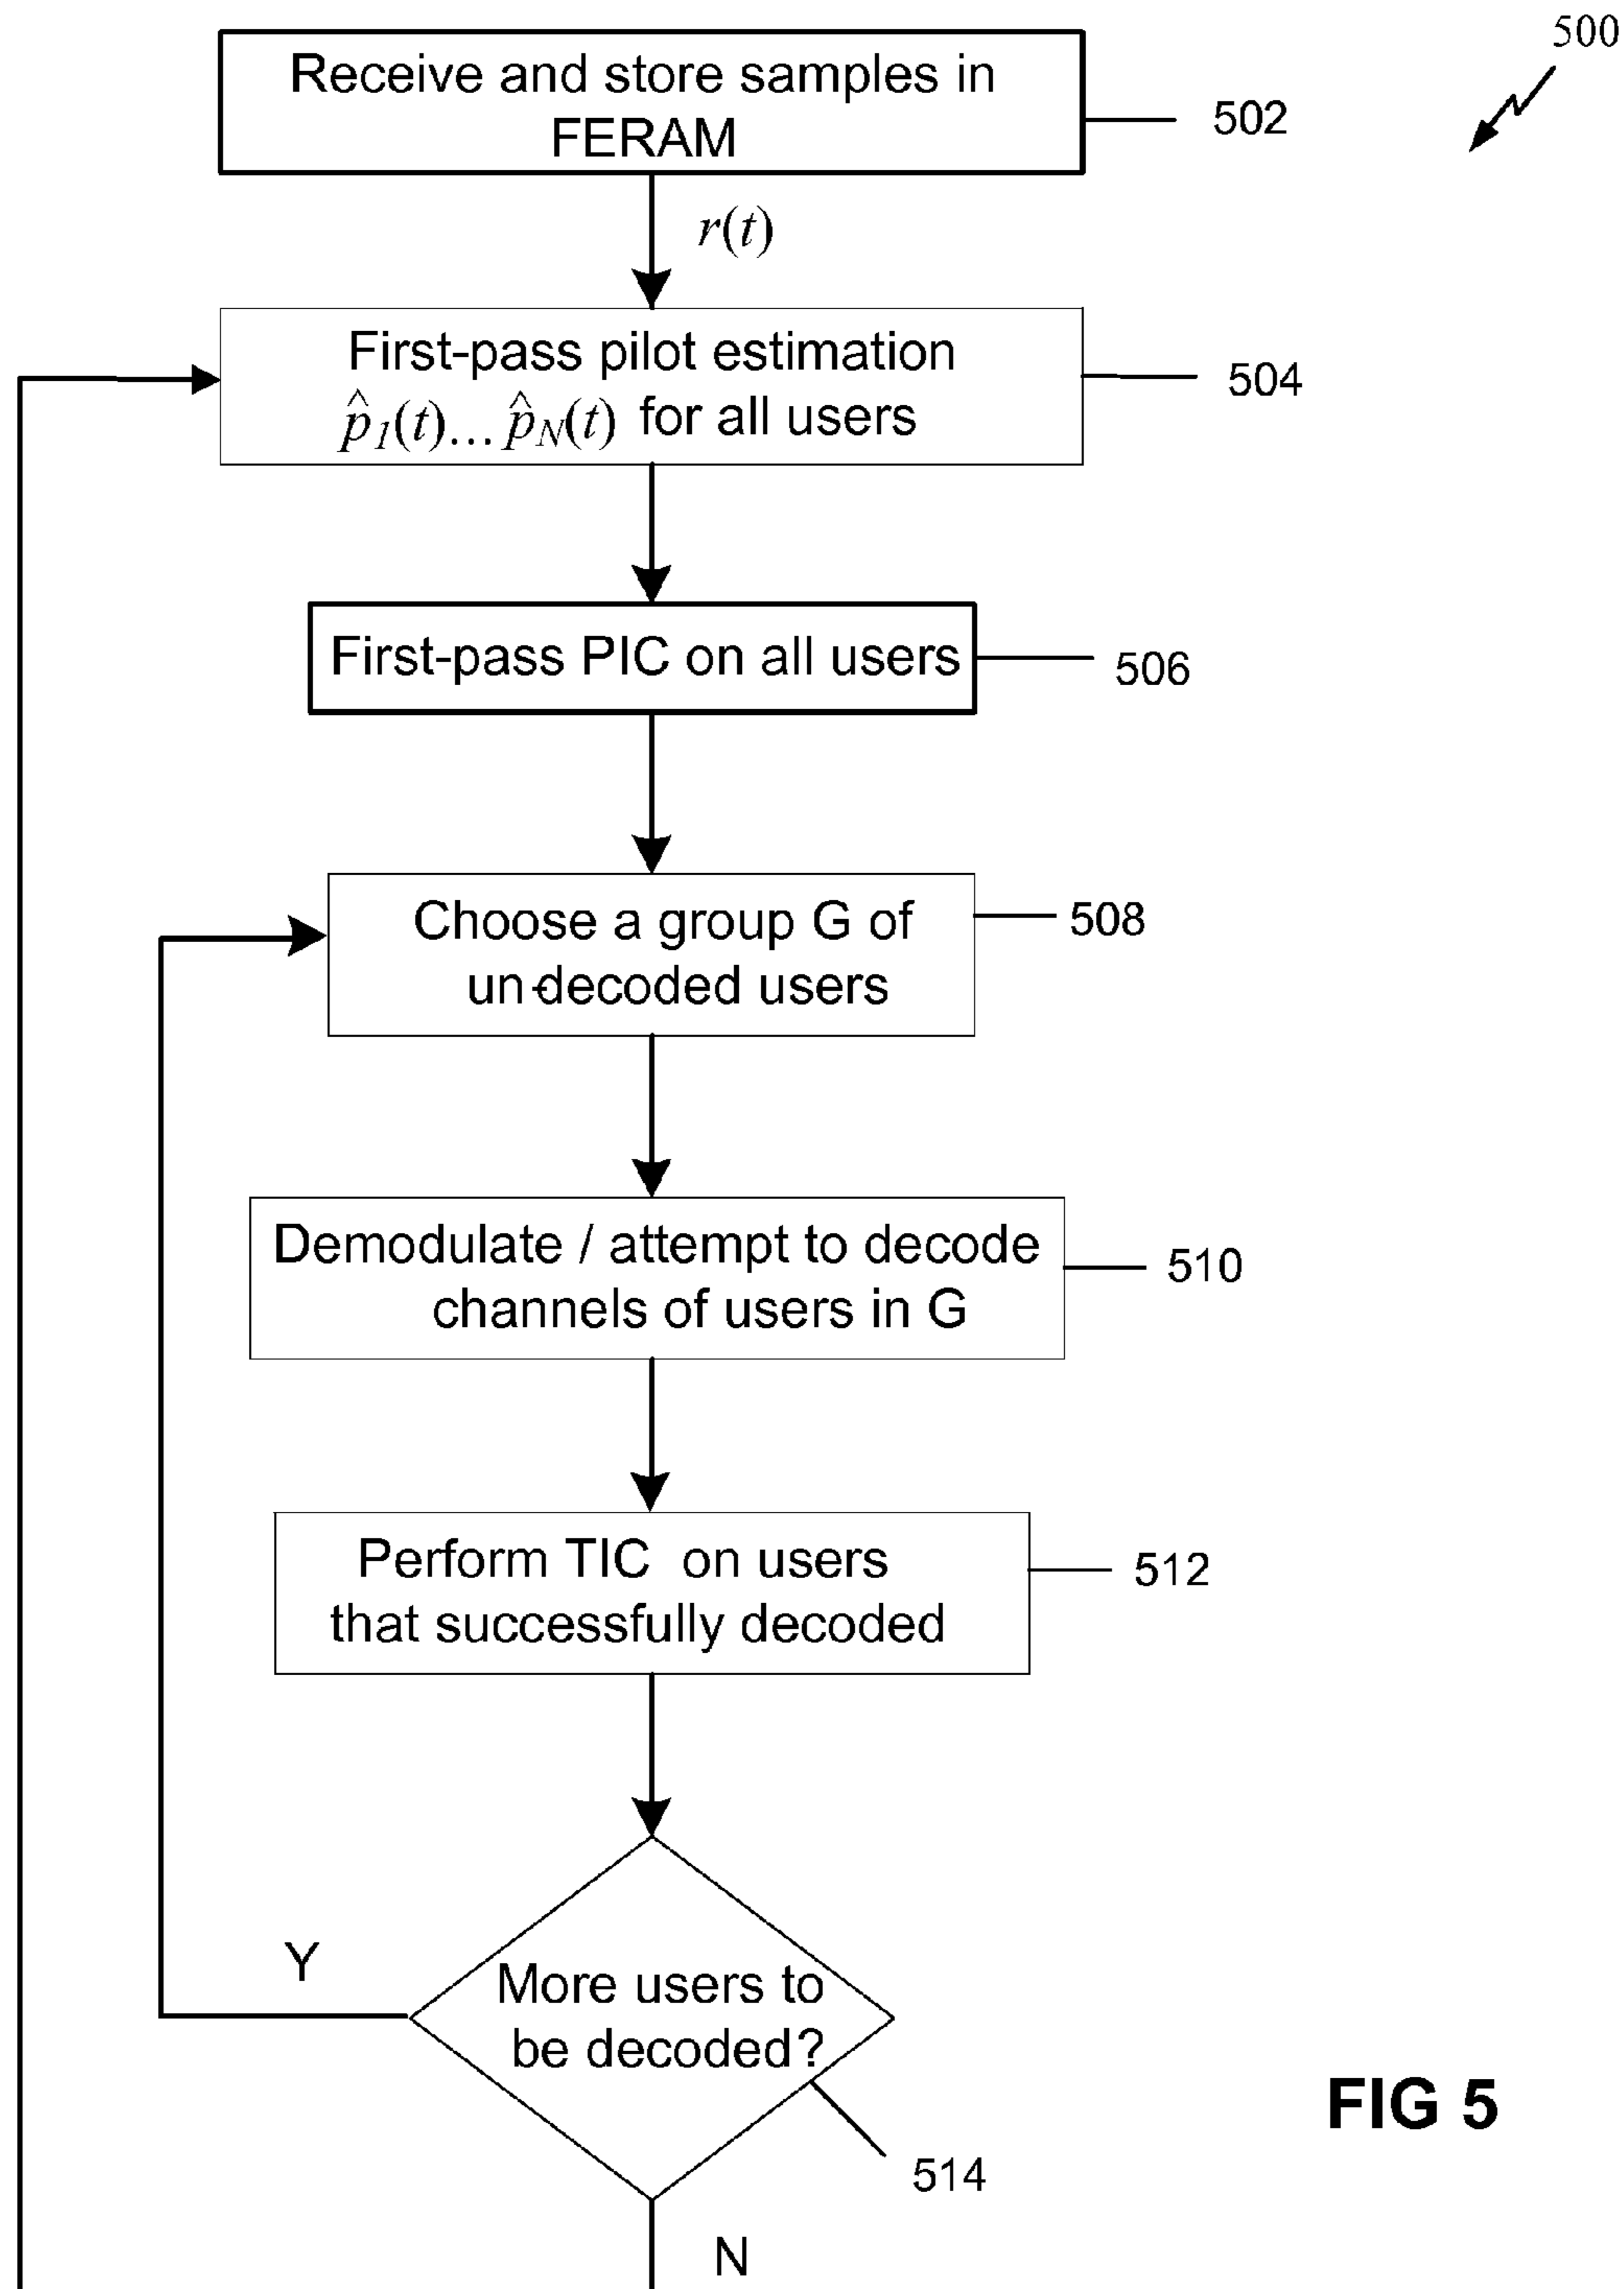 500
Receive and store samples in
FERAM
502
r(t)
First-pass pilot estimation
p̂1(t)... p̂N(t) for all users
504
First-pass PIC on all users
506
Choose a group G of
un-decoded users
508
Demodulate / attempt to decode
channels of users in G
510
Perform TIC on users
that successfully decoded
512
Y
More users to
be decoded?
514
N
FIG 5